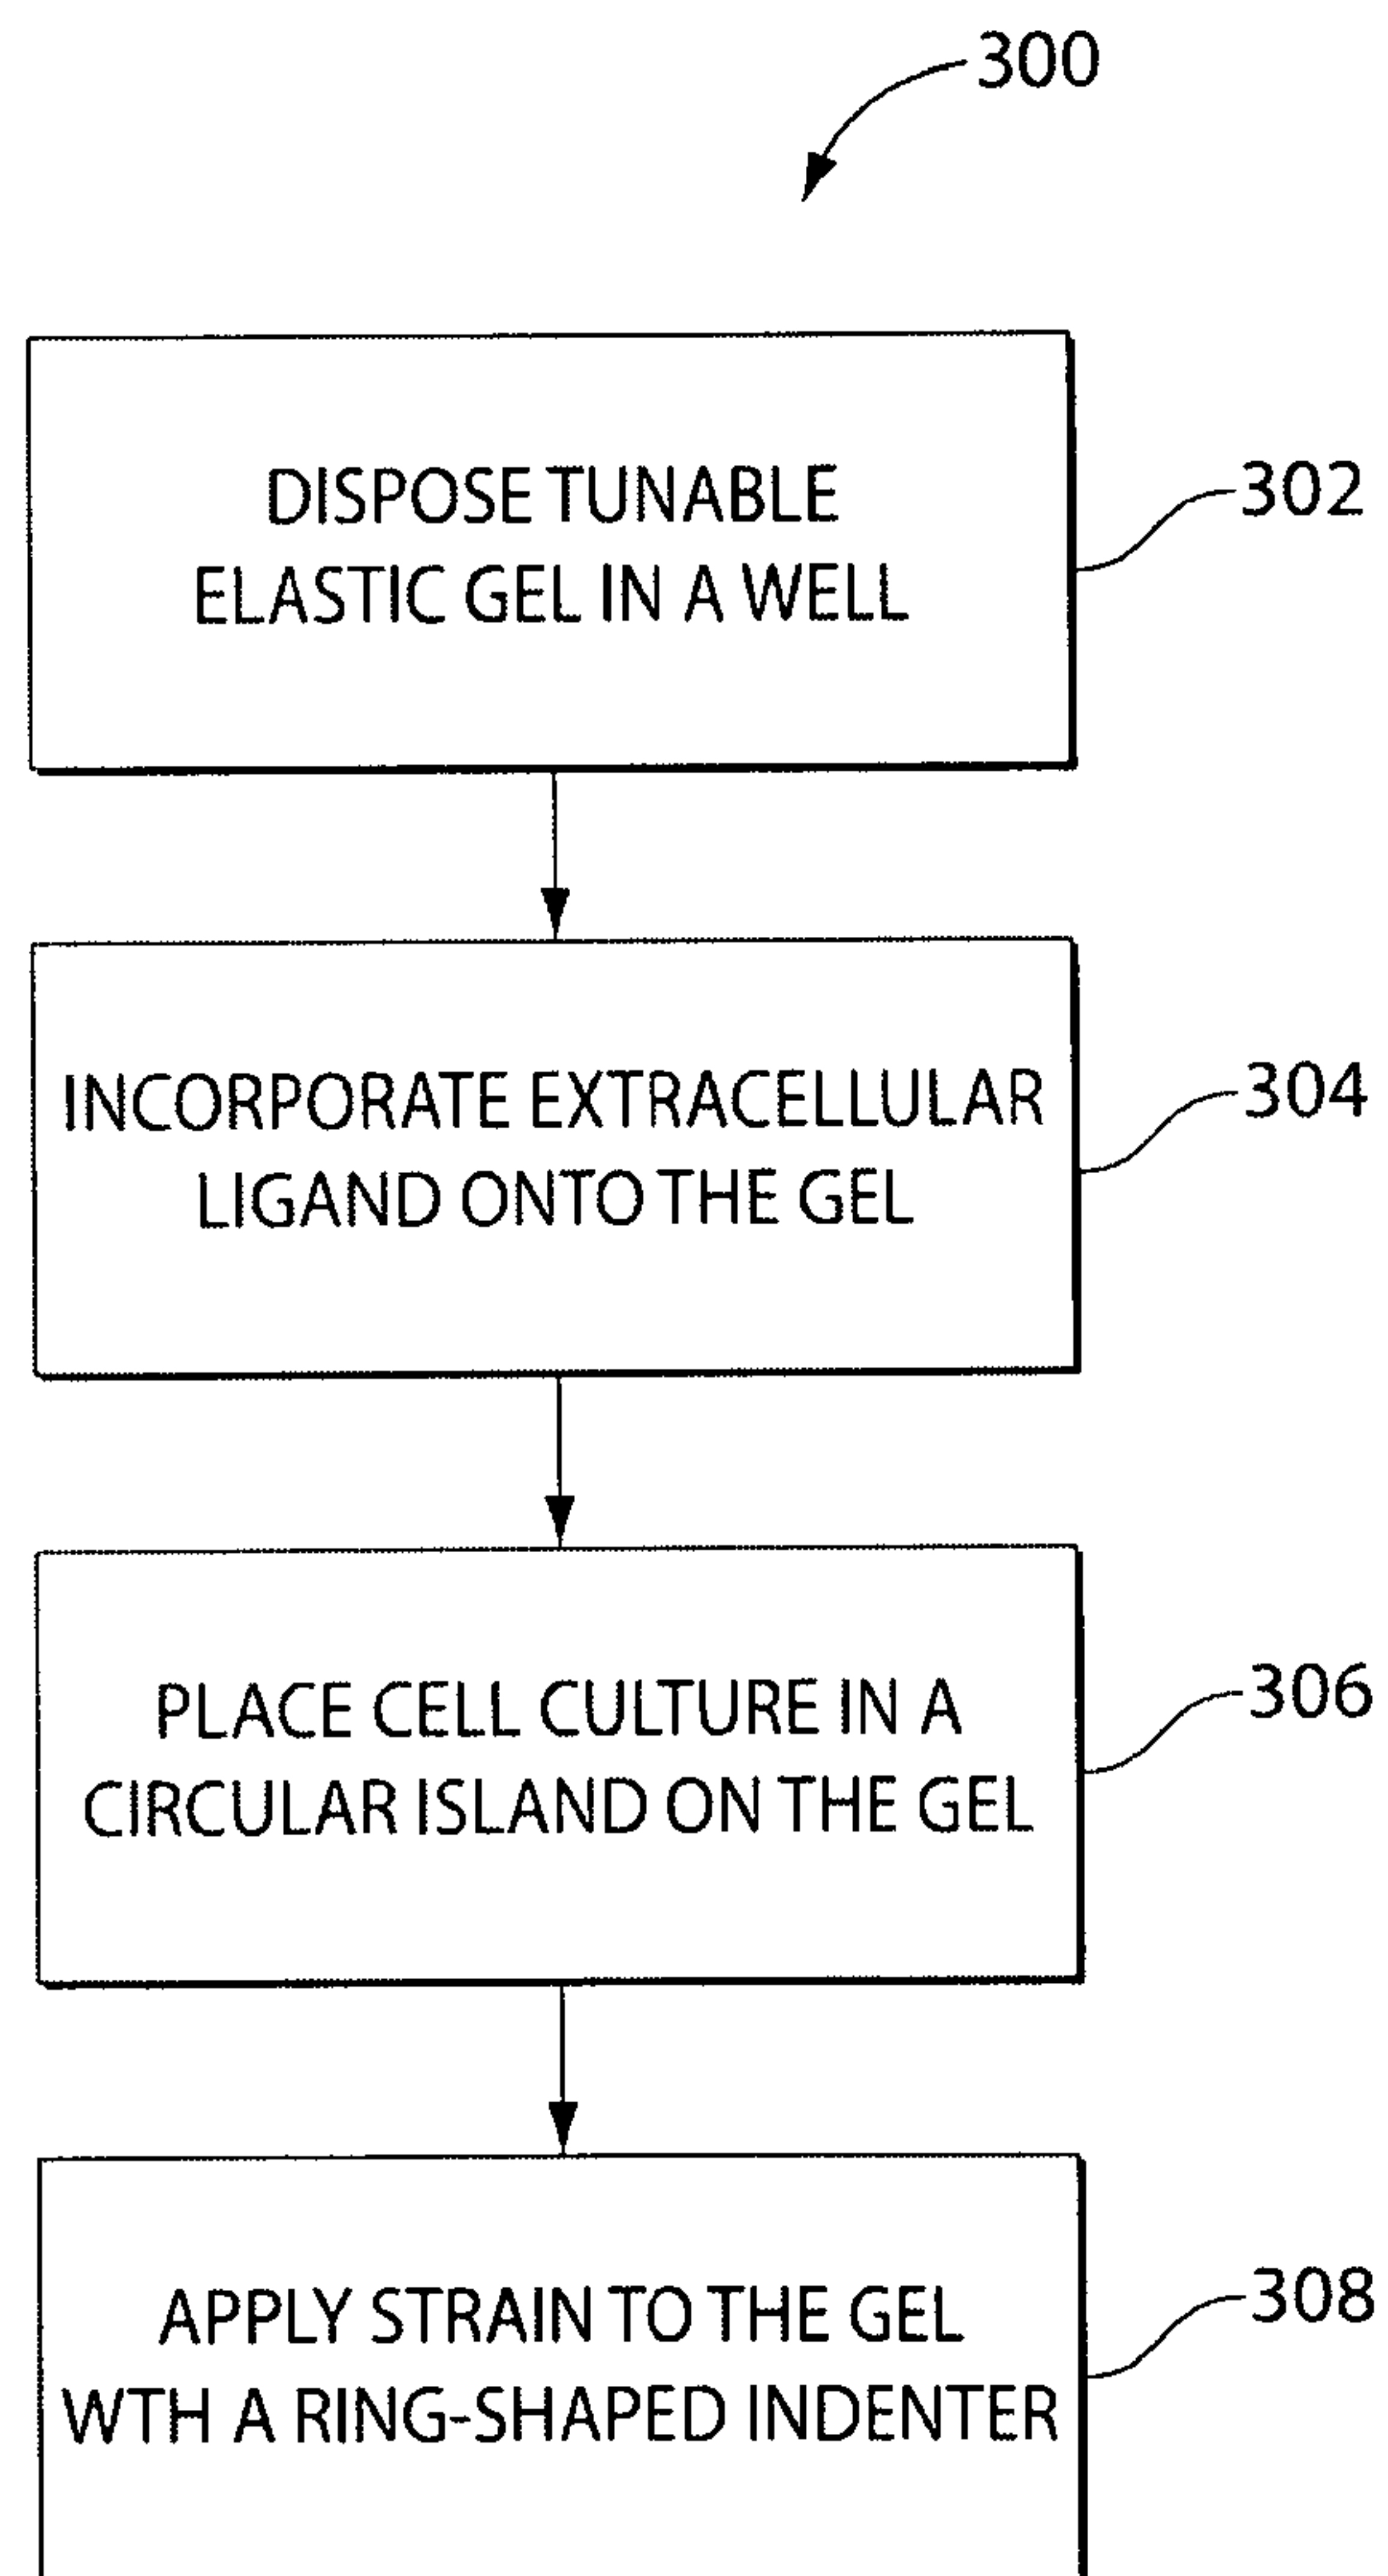 300
DISPOSE TUNABLE
ELASTIC GEL IN A WELL
302
INCORPORATE EXTRACELLULAR
LIGAND ONTO THE GEL
304
PLACE CELL CULTURE IN A
CIRCULAR ISLAND ON THE GEL
306
APPLY STRAIN TO THE GEL
WTH A RING-SHAPED INDENTER
308